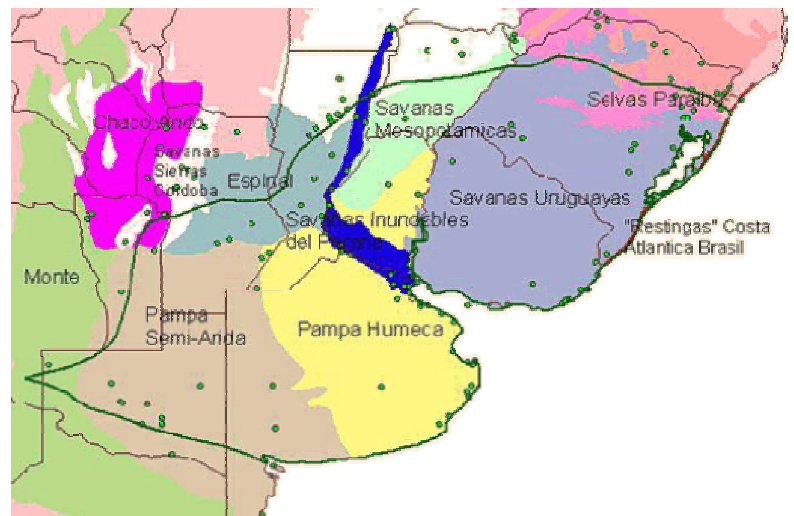 Savanas
Mesopotamicas
Selvas Paraiba
Chaco Arido
Savanas
Sierras
Cordoba
Espinal
Savanas Uruguayas
Savanas Inundables
del Parana
"Restingas" Costa
Atlantica Brasil
Monte
Pampa
Semi-Arida
Pampa Humeca